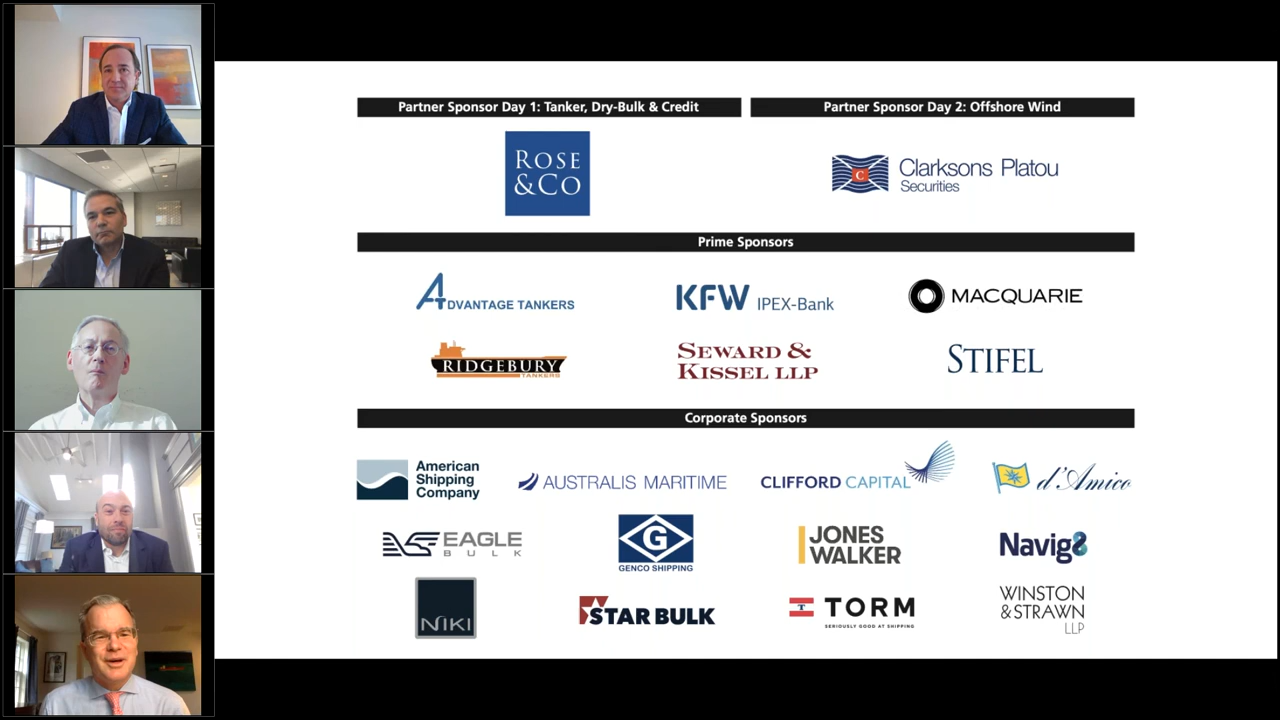 Partner Sponsor Day 1: Tanker, Dry-Bulk & Credit
Partner Sponsor Day 2: Offshore Wind
ROSE
& CO
C
Clarksons Platou
Securities
Prime Sponsors
ADVANTAGE TANKERS
KFW IPEX-Bank
MACQUARIE
RIDGEBURY
TANKERS
SEWARD &
KISSEL LLP
STIFEL
Corporate Sponsors
American
Shipping
Company
AUSTRALIS MARITIME
CLIFFORD CAPITAL
d'Amico
EAGLE
BULK
G
GENCO SHIPPING
JONES
WALKER
Navig8
NIKI
STAR BULK
T
TORM
SERIOUSLY GOOD AT SHIPPING
WINSTON
& STRAWN
LLP